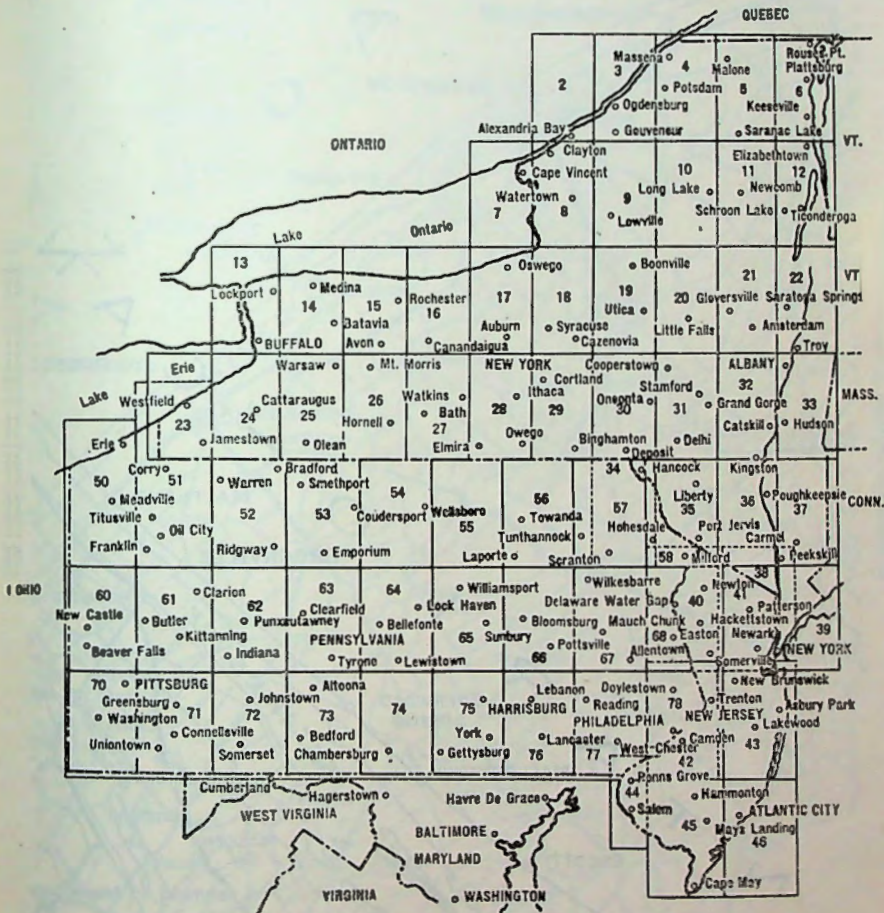 QUEBEC
Massena
3
4
Malone
Rouses Pt.
Plattsburg
2
Potsdam
5
6
Ogdensburg
Keeseville
Alexandria Bay
Gouveneur
Saranac Lake
ONTARIO
Clayton
Elizabethtown
VT.
Cape Vincent
10
11
12
Watertown
9
Long Lake
Newcomb
7
8
Lowville
Schroon Lake
Ticonderoga
Lake
Ontario
13
Oswego
Boonville
21
22
VT
Lockport
Medina
14
15
Rochester
17
18
19
Gloversville
Saratoga Springs
16
Utica
20
Batavia
Auburn
Syracuse
Little Falls
Amsterdam
BUFFALO
Avon
Canandaigua
Cazenovia
Troy
Erie
Warsaw
Mt. Morris
NEW YORK
Cooperstown
ALBANY
Lake
Cortland
Stamford
32
MASS.
Westfield
Cattaraugus
26
Watkins
Ithaca
Oneonta
Grand Gorge
33
23
24
25
Hornell
Bath
28
29
30
31
Catskill
Hudson
27
Erie
Jamestown
Olean
Elmira
Owego
Binghamton
Delhi
Deposit
Kingston
Corry
Bradford
34
Hancock
50
51
Warren
Smethport
54
56
57
Liberty
36
Poughkeepsie
CONN.
Meadville
52
53
Coudersport
Wellsboro
35
37
Titusville
55
Towanda
Hohesdale
Port Jervis
Oil City
Tunthannock
Carmel
Franklin
Ridgway
Emporium
Laporte
Scranton
58
Milford
Peekskill
38
OHIO
60
61
Clarion
63
64
Williamsport
Wilkesbarre
Newton
41
New Castle
62
Clearfield
Lock Haven
Delaware Water Gap
40
Patterson
Butler
Punxsutawney
Bellefonte
Bloomsburg
Mauch Chunk
Hackettstown
39
Kittanning
PENNSYLVANIA
65
Sunbury
68
Easton
Newark
NEW YORK
Beaver Falls
Pottsville
Indiana
Tyrone
Lewistown
66
67
Allentown
Somerville
70
PITTSBURG
Altoona
Lebanon
Doylestown
New Brunswick
Greensburg
71
Johnstown
74
75
HARRISBURG
Reading
78
Trenton
Asbury Park
Washington
72
73
PHILADELPHIA
NEW JERSEY
Lakewood
Connellsville
Bedford
York
Lancaster
Camden
43
Uniontown
Somerset
Chambersburg
Gettysburg
76
77
West-Chester
42
Penns Grove
44
Cumberland
Hagerstown
Havre De Grace
Hammonton
WEST VIRGINIA
Salem
ATLANTIC CITY
BALTIMORE
45
Mays Landing
MARYLAND
46
VIRGINIA
WASHINGTON
Cape May